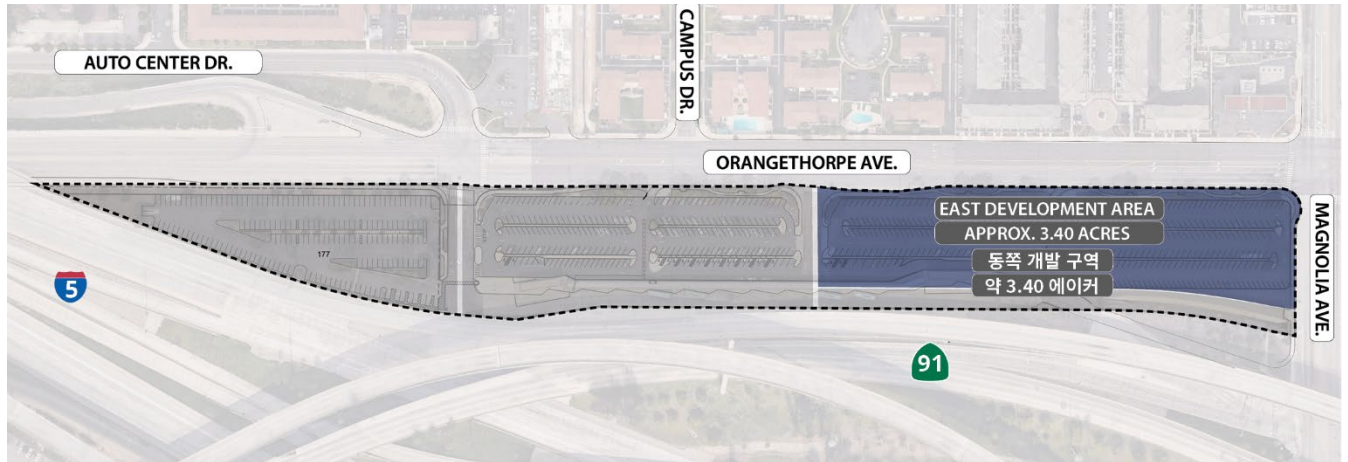 AUTO CENTER DR.
CAMPUS DR.
ORANGETHORPE AVE.
EAST DEVELOPMENT AREA
APPROX. 3.40 ACRES
동쪽 개발 구역
약 3.40 에이커
MAGNOLIA AVE.
177
5
91